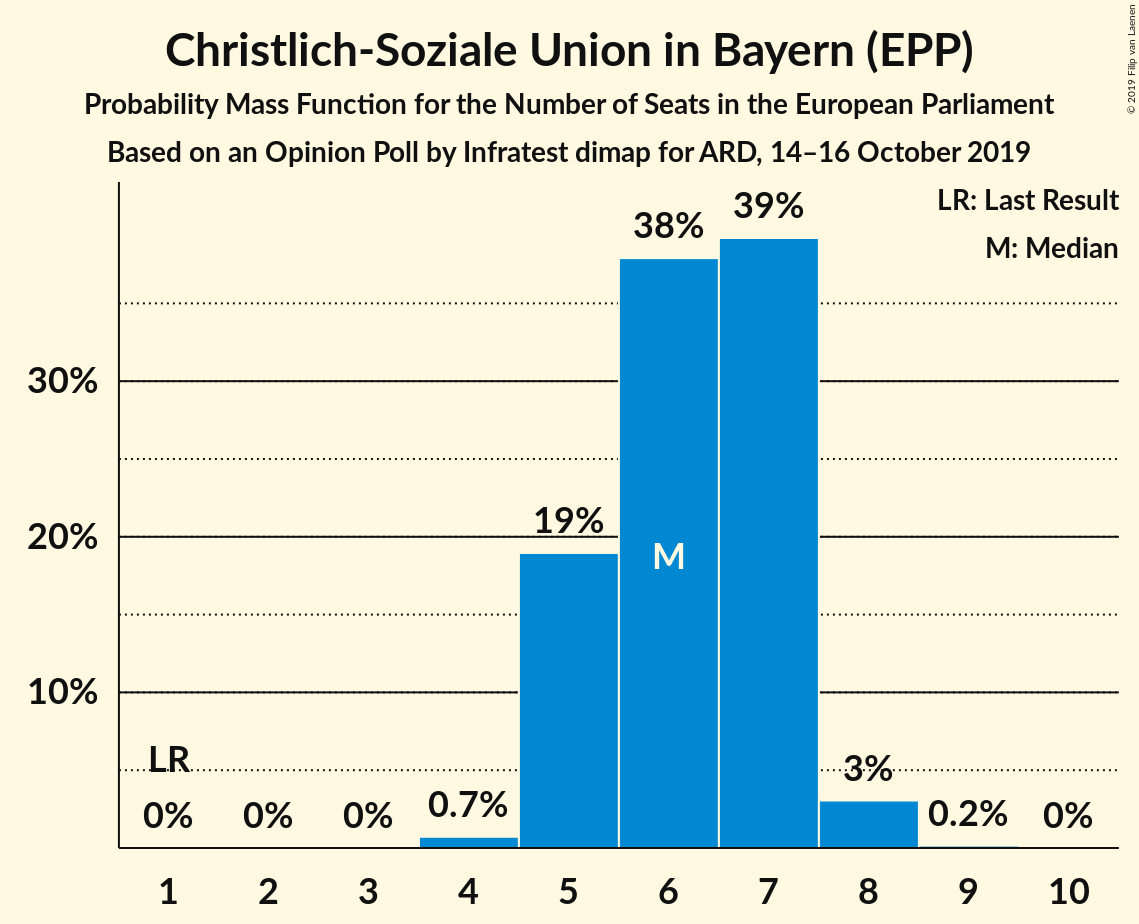 Christlich-Soziale Union in Bayern (EPP)
Probability Mass Function for the Number of Seats in the European Parliament
Based on an Opinion Poll by Infratest dimap for ARD, 14–16 October 2019
© 2019 Filip van Laenen
LR: Last Result
M: Median
39%
38%
30%
19%
20%
M
10%
LR
3%
0% 0% 0% 0.7% 0.2% 0%
1 2 3 4 5 6 7 8 9 10